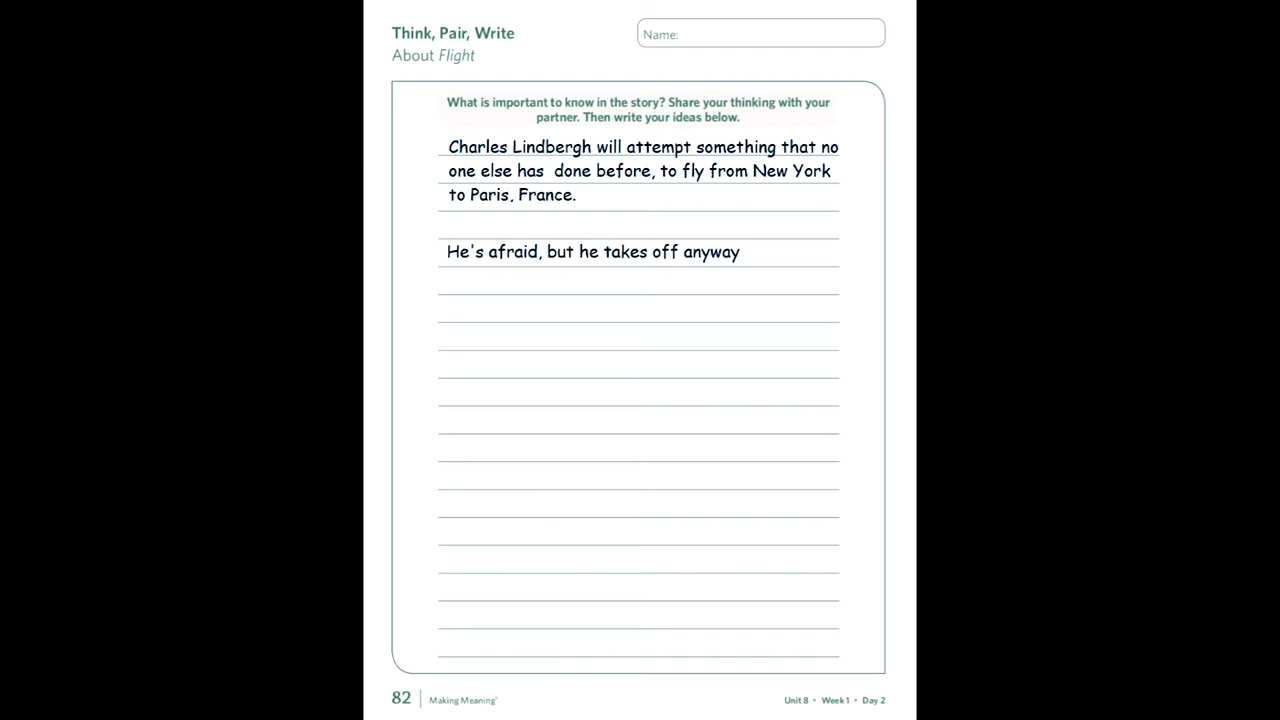 Think, Pair, Write
About Flight
Name:
What is important to know in the story? Share your thinking with your
partner. Then write your ideas below.
Charles Lindbergh will attempt something that no
one else has  done before, to fly from New York
to Paris, France.
He's afraid, but he takes off anyway
82 Making Meaning®
Unit 8 • Week 1 • Day 2